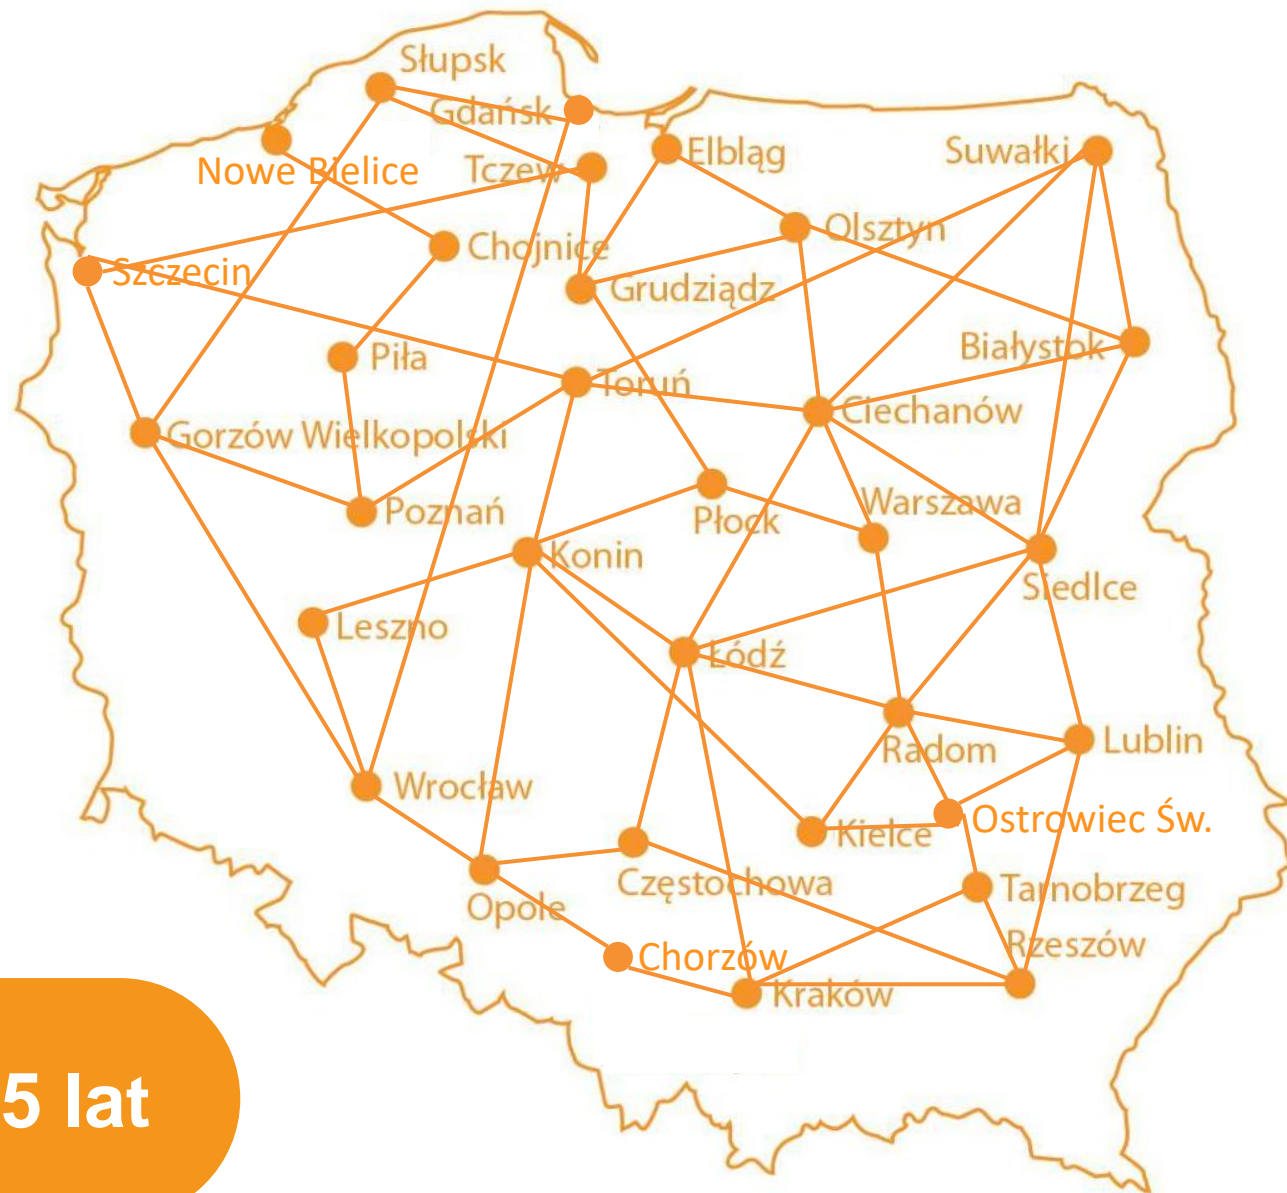 Słupsk
Gdańsk
Nowe Bielice
Tczew
Elbląg
Suwałki
Chojnice
Olsztyn
Szczecin
Grudziądz
Piła
Toruń
Białystok
Ciechanów
Gorzów Wielkopolski
Poznań
Płock
Warszawa
Konin
Siedlce
Leszno
Łódź
Radom
Lublin
Wrocław
Kielce
Ostrowiec Św.
Częstochowa
Tarnobrzeg
Opole
Rzeszów
Chorzów
Kraków
5 lat